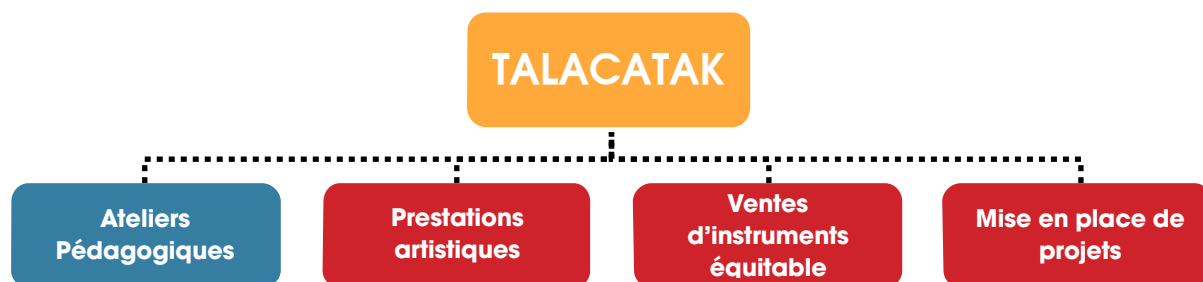 TALACATAK
Ateliers
Pédagogiques
Prestations
artistiques
Ventes
d'instruments
équitable
Mise en place de
projets